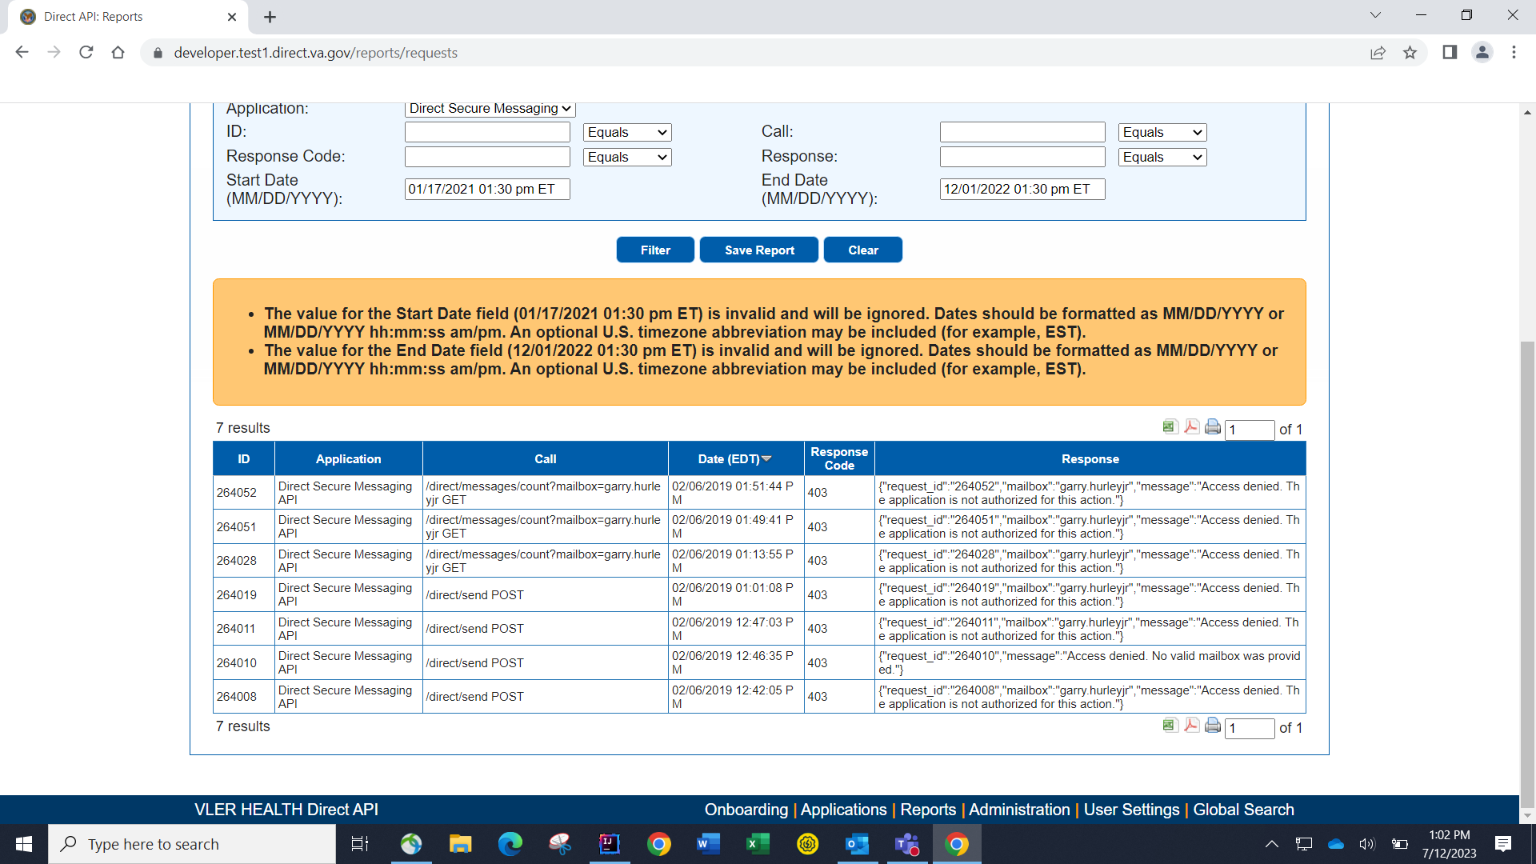 Direct API: Reports
developer.test1.direct.va.gov/reports/requests
Application: Direct Secure Messaging
ID: Equals Call: Equals
Response Code: Equals Response: Equals
Start Date
(MM/DD/YYYY): 01/17/2021 01:30 pm ET
End Date
(MM/DD/YYYY): 12/01/2022 01:30 pm ET
Filter Save Report Clear
• The value for the Start Date field (01/17/2021 01:30 pm ET) is invalid and will be ignored. Dates should be formatted as MM/DD/YYYY or
MM/DD/YYYY hh:mm:ss am/pm. An optional U.S. timezone abbreviation may be included (for example, EST).
• The value for the End Date field (12/01/2022 01:30 pm ET) is invalid and will be ignored. Dates should be formatted as MM/DD/YYYY or
MM/DD/YYYY hh:mm:ss am/pm. An optional U.S. timezone abbreviation may be included (for example, EST).
7 results 1 of 1
ID Application Call Date (EDT) Response
Code Response
264052 Direct Secure Messaging
API /direct/messages/count?mailbox=garry.hurle
yjr GET 02/06/2019 01:51:44 P
M 403 {"request_id":"264052","mailbox":"garry.hurleyjr","message":"Access denied. Th
e application is not authorized for this action."}
264051 Direct Secure Messaging
API /direct/messages/count?mailbox=garry.hurle
yjr GET 02/06/2019 01:49:41 P
M 403 {"request_id":"264051","mailbox":"garry.hurleyjr","message":"Access denied. Th
e application is not authorized for this action."}
264028 Direct Secure Messaging
API /direct/messages/count?mailbox=garry.hurle
yjr GET 02/06/2019 01:13:55 P
M 403 {"request_id":"264028","mailbox":"garry.hurleyjr","message":"Access denied. Th
e application is not authorized for this action."}
264019 Direct Secure Messaging
API /direct/send POST 02/06/2019 01:01:08 P
M 403 {"request_id":"264019","mailbox":"garry.hurleyjr","message":"Access denied. Th
e application is not authorized for this action."}
264011 Direct Secure Messaging
API /direct/send POST 02/06/2019 12:47:03 P
M 403 {"request_id":"264011","mailbox":"garry.hurleyjr","message":"Access denied. Th
e application is not authorized for this action."}
264010 Direct Secure Messaging
API /direct/send POST 02/06/2019 12:46:35 P
M 403 {"request_id":"264010","message":"Access denied. No valid mailbox was provid
ed."}
264008 Direct Secure Messaging
API /direct/send POST 02/06/2019 12:42:05 P
M 403 {"request_id":"264008","mailbox":"garry.hurleyjr","message":"Access denied. Th
e application is not authorized for this action."}
7 results 1 of 1
VLER HEALTH Direct API Onboarding | Applications | Reports | Administration | User Settings | Global Search
Type here to search
1:02 PM
7/12/2023